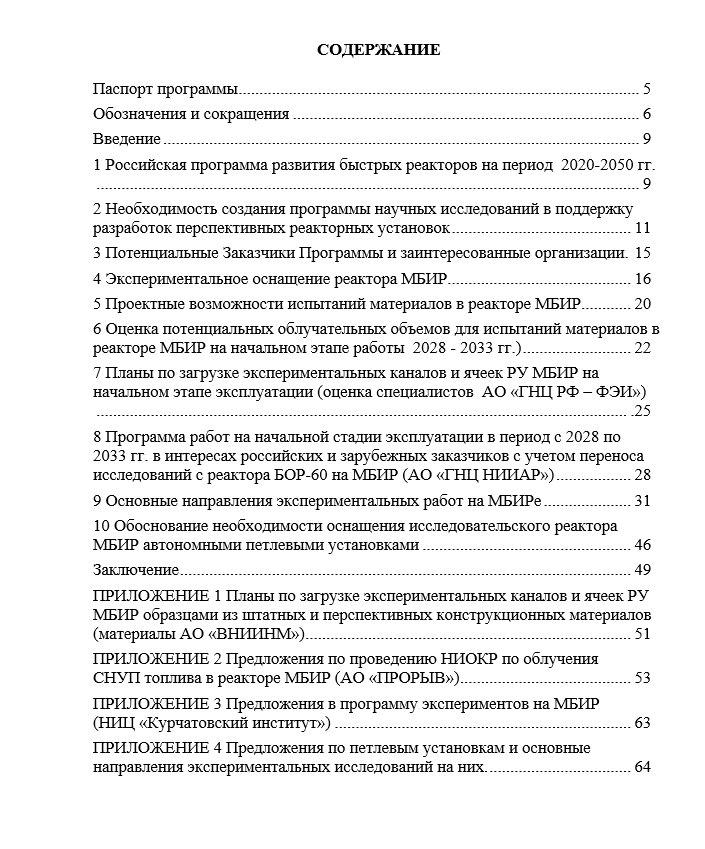 СОДЕРЖАНИЕ
Паспорт программы........................................................ 5
Обозначения и сокращения ........................................................ 6
Введение ........................................................ 9
1 Российская программа развития быстрых реакторов на период  2020-2050 гг.
........................................................ 9
2 Необходимость создания программы научных исследований в поддержку
разработок перспективных реакторных установок........................................ 11
3 Потенциальные Заказчики Программы и заинтересованные организации.  15
4 Экспериментальное оснащение реактора МБИР........................................ 16
5 Проектные возможности испытаний материалов в реакторе МБИР............ 20
6 Оценка потенциальных облучательных объемов для испытаний материалов в
реакторе МБИР на начальном этапе работы  2028 - 2033 гг.)........................... 22
7 Планы по загрузке экспериментальных каналов и ячеек РУ МБИР на
начальном этапе эксплуатации (оценка специалистов  АО «ГНЦ РФ – ФЭИ»)
........................................................ .25
8 Программа работ на начальной стадии эксплуатации в период с 2028 по
2033 гг. в интересах российских и зарубежных заказчиков с учетом переноса
исследований с реактора БОР-60 на МБИР (АО «ГНЦ НИИАР»).................. 28
9 Основные направления экспериментальных работ на МБИРе ..................... 31
10 Обоснование необходимости оснащения исследовательского реактора
МБИР автономными петлевыми установками ........................................ 46
Заключение........................................................ 49
ПРИЛОЖЕНИЕ 1 Планы по загрузке экспериментальных каналов и ячеек РУ
МБИР образцами из штатных и перспективных конструкционных материалов
(материалы АО «ВНИИНМ»)........................................................ 51
ПРИЛОЖЕНИЕ 2 Предложения по проведению НИОКР по облучения
СНУП топлива в реакторе МБИР (АО «ПРОРЫВ»)........................................ 53
ПРИЛОЖЕНИЕ 3 Предложения в программу экспериментов на МБИР
(НИЦ «Курчатовский институт») ........................................................ 63
ПРИЛОЖЕНИЕ 4 Предложения по петлевым установкам и основные
направления экспериментальных исследований на них................................... 64